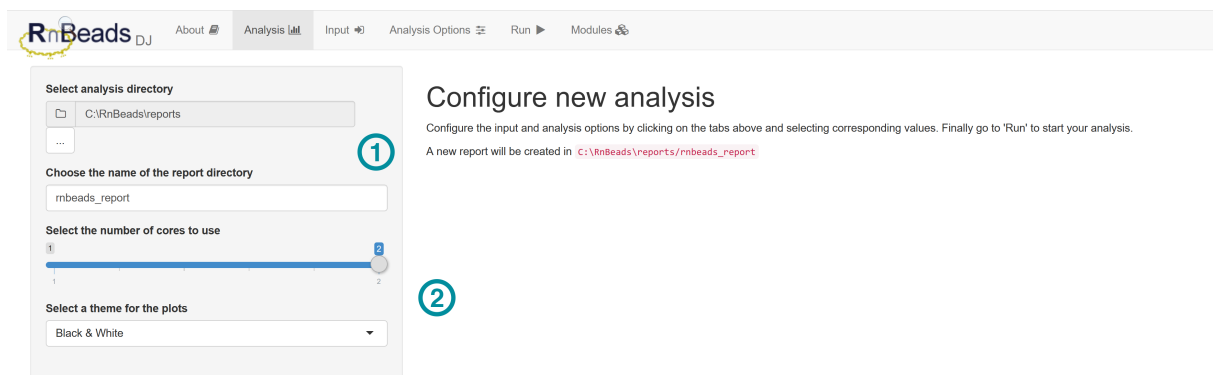 RnBeads DJ About Analysis Input Analysis Options Run Modules
Select analysis directory
C:\RnBeads\reports
...
1
Choose the name of the report directory
rnbeads_report
Select the number of cores to use
1 2
1 2
Select a theme for the plots
Black & White
Configure new analysis
Configure the input and analysis options by clicking on the tabs above and selecting corresponding values. Finally go to 'Run' to start your analysis.
A new report will be created in C:\RnBeads\reports/rnbeads_report
2